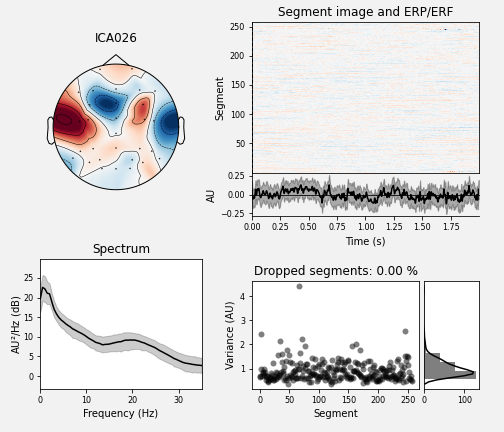 ICA026
Segment image and ERP/ERF
250
200
150
100
50
Segment
0.25
0.00
−0.25
AU
0.00 0.25 0.50 0.75 1.00 1.25 1.50 1.75
Time (s)
Spectrum
25
20
15
10
5
0
AU²/Hz (dB)
0 10 20 30
Frequency (Hz)
Dropped segments: 0.00 %
4
3
2
1
Variance (AU)
0 50 100 150 200 250
Segment
0 100